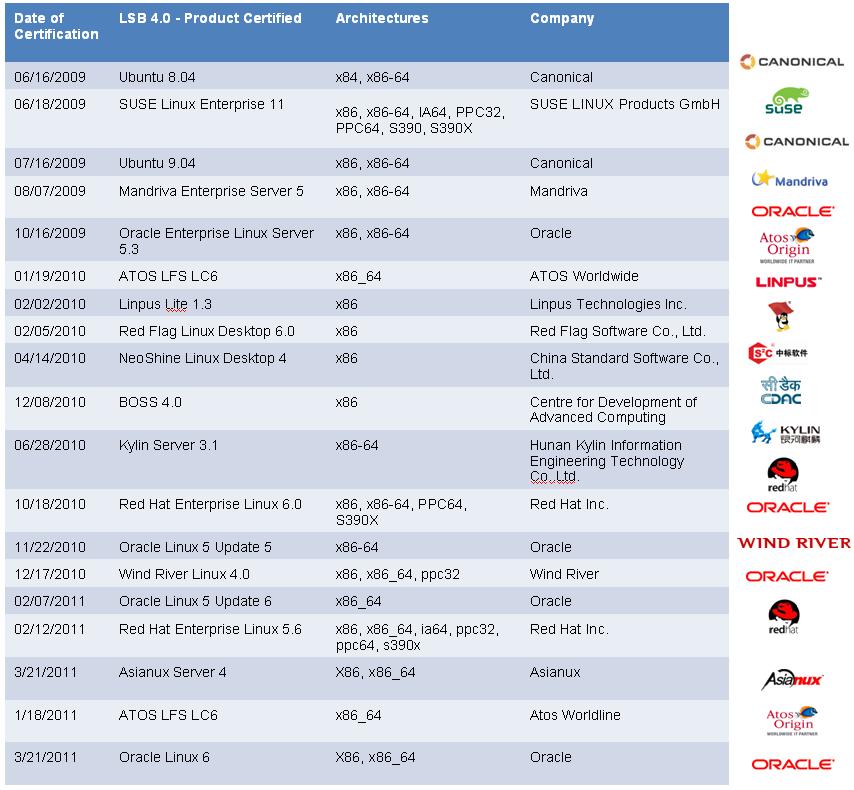 Date of Certification LSB 4.0 - Product Certified Architectures Company
06/16/2009 Ubuntu 8.04 x84, x86-64 Canonical
06/18/2009 SUSE Linux Enterprise 11 x86, x86-64, IA64, PPC32, PPC64, S390, S390X SUSE LINUX Products GmbH
07/16/2009 Ubuntu 9.04 x86, x86-64 Canonical
08/07/2009 Mandriva Enterprise Server 5 x86, x86-64 Mandriva
10/16/2009 Oracle Enterprise Linux Server 5.3 x86, x86-64 Oracle
01/19/2010 ATOS LFS LC6 x86_64 ATOS Worldwide
02/02/2010 Linpus Lite 1.3 x86 Linpus Technologies Inc.
02/05/2010 Red Flag Linux Desktop 6.0 x86 Red Flag Software Co., Ltd.
04/14/2010 NeoShine Linux Desktop 4 x86 China Standard Software Co., Ltd.
12/08/2010 BOSS 4.0 x86 Centre for Development of Advanced Computing
06/28/2010 Kylin Server 3.1 x86-64 Hunan Kylin Information Engineering Technology Co. Ltd.
10/18/2010 Red Hat Enterprise Linux 6.0 x86, x86-64, PPC64, S390X Red Hat Inc.
11/22/2010 Oracle Linux 5 Update 5 x86-64 Oracle
12/17/2010 Wind River Linux 4.0 x86, x86_64, ppc32 Wind River
02/07/2011 Oracle Linux 5 Update 6 x86_64 Oracle
02/12/2011 Red Hat Enterprise Linux 5.6 x86, x86_64, ia64, ppc32, ppc64, s390x Red Hat Inc.
3/21/2011 Asianux Server 4 X86, x86_64 Asianux
1/18/2011 ATOS LFS LC6 x86_64 Atos Worldline
3/21/2011 Oracle Linux 6 X86, x86_64 Oracle
CANONICAL
SUSE
CANONICAL
Mandriva
ORACLE
Atos
Origin
WORLDWIDE IT PARTNER
LINPUS™
S²C 中标软件
सी डैक
CDAC
KYLIN
银河麒麟
redhat
ORACLE
WIND RIVER
ORACLE
redhat
Asianux
Atos
Origin
WORLDWIDE IT PARTNER
ORACLE